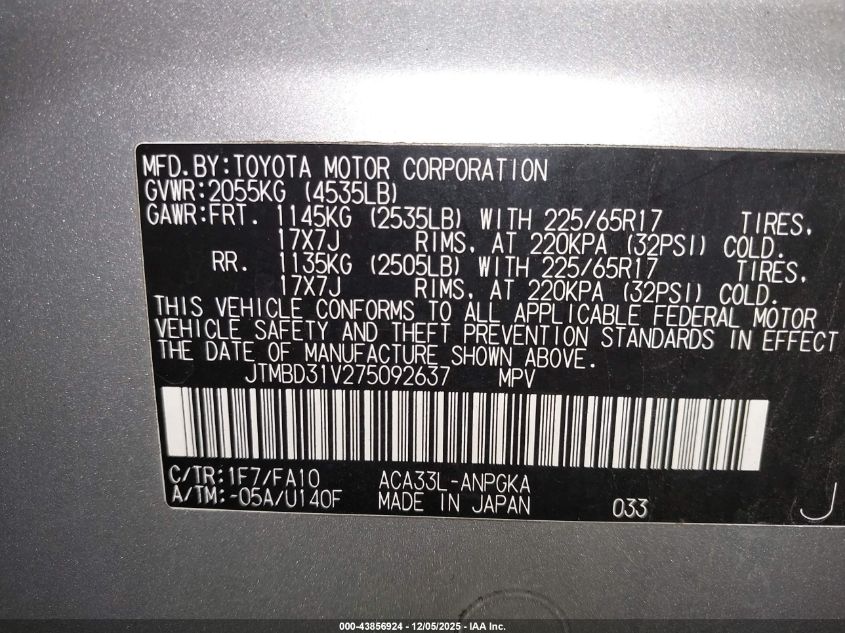 MFD. BY: TOYOTA MOTOR CORPORATION
GVWR: 2055KG (4535LB)
GAWR: FRT. 1145KG (2535LB) WITH 225/65R17 TIRES,
17X7J RIMS, AT 220KPA (32PSI) COLD.
RR. 1135KG (2505LB) WITH 225/65R17 TIRES,
17X7J RIMS, AT 220KPA (32PSI) COLD.
THIS VEHICLE CONFORMS TO ALL APPLICABLE FEDERAL MOTOR
VEHICLE SAFETY AND THEFT PREVENTION STANDARDS IN EFFECT
THE DATE OF MANUFACTURE SHOWN ABOVE.
JTMBD31V275092637 MPV
C/TR: 1F7/FA10 ACA33L-ANPGKA
A/TM: -05A/U140F MADE IN JAPAN 033 J
000-43856924 - 12/05/2025 - IAA Inc.